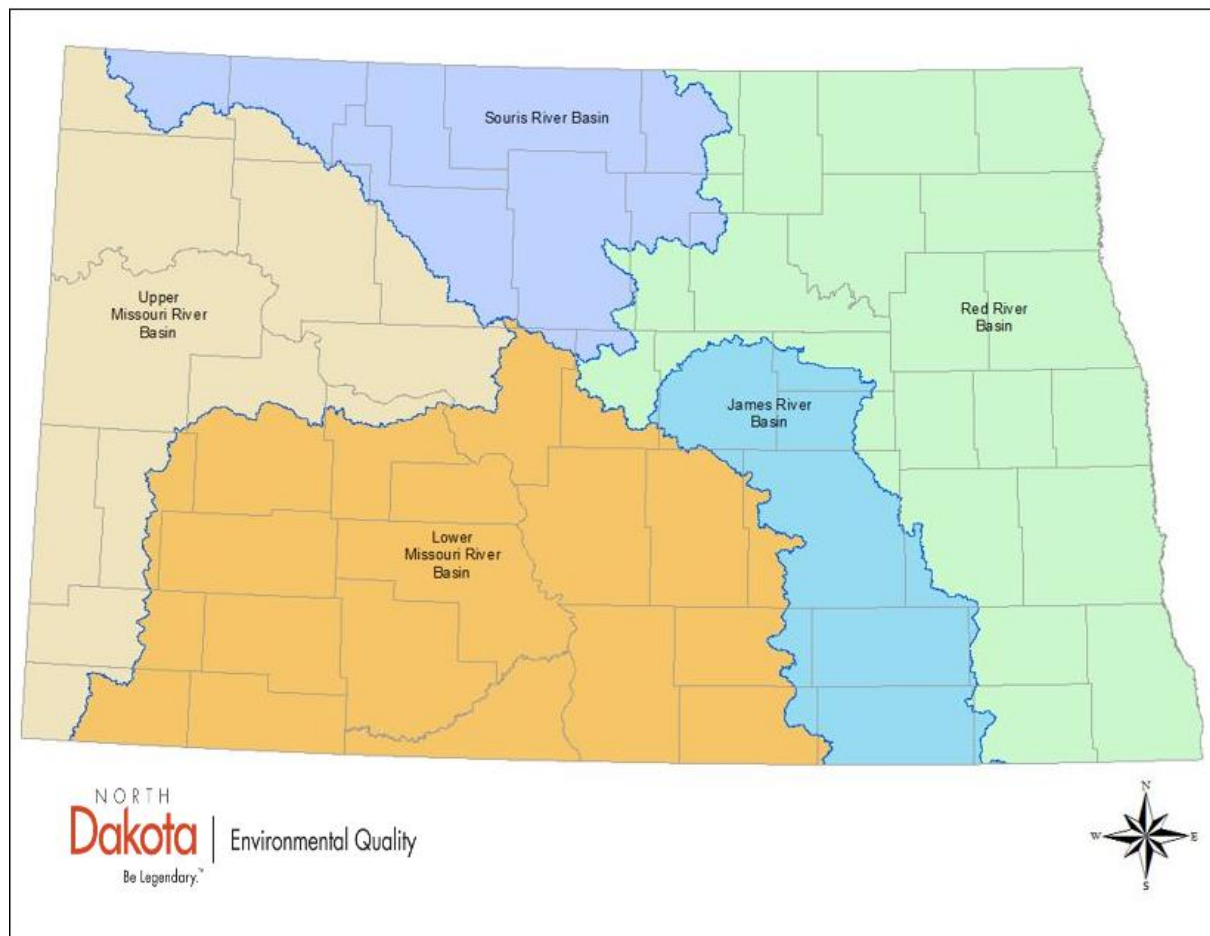 Souris River Basin
Upper
Missouri River
Basin
Red River
Basin
James River
Basin
Lower
Missouri River
Basin
NORTH
Dakota
Be Legendary.™
Environmental Quality
N
W
E
S